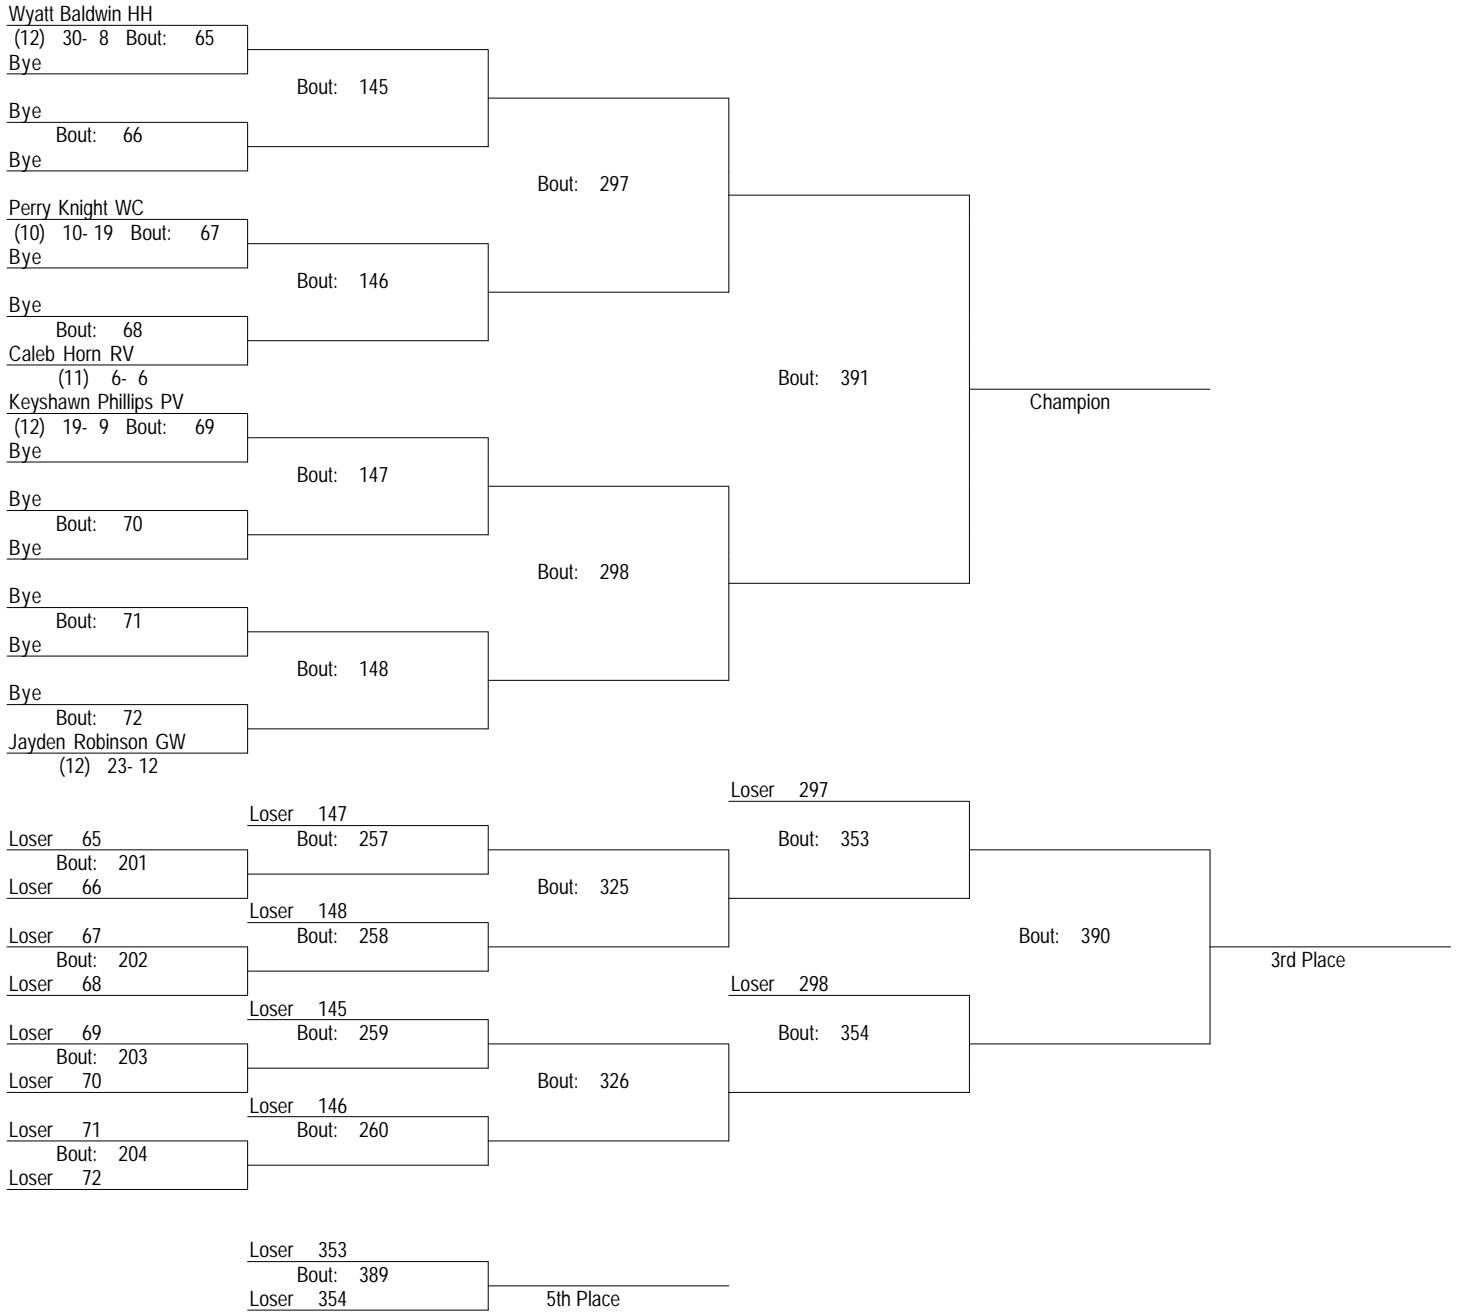 Wyatt Baldwin HH
(12) 30- 8 Bout: 65
Bye
Bout: 145
Bye
Bout: 66
Bye
Bout: 297
Perry Knight WC
(10) 10- 19 Bout: 67
Bye
Bout: 146
Bye
Bout: 68
Caleb Horn RV
(11) 6- 6
Bout: 391
Champion
Keyshawn Phillips PV
(12) 19- 9 Bout: 69
Bye
Bout: 147
Bye
Bout: 70
Bye
Bout: 298
Bye
Bout: 71
Bye
Bout: 148
Bye
Bout: 72
Jayden Robinson GW
(12) 23- 12
Loser 297
Loser 147
Loser 65
Bout: 257
Bout: 353
Bout: 201
Loser 66
Bout: 325
Loser 148
Loser 67
Bout: 258
Bout: 390
Bout: 202
3rd Place
Loser 68
Loser 298
Loser 145
Loser 69
Bout: 259
Bout: 354
Bout: 203
Loser 70
Bout: 326
Loser 146
Loser 71
Bout: 260
Bout: 204
Loser 72
Loser 353
Bout: 389
Loser 354
5th Place